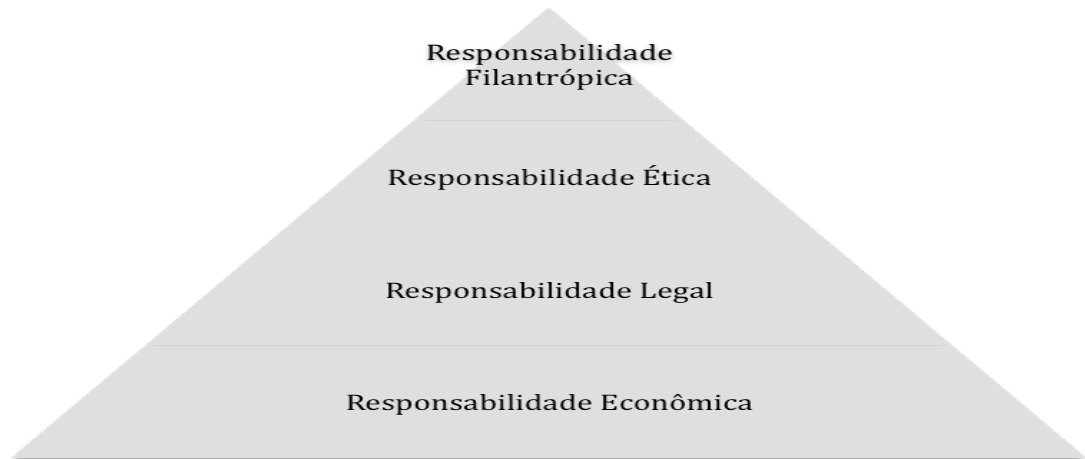 Responsabilidade
Filantrópica
Responsabilidade Ética
Responsabilidade Legal
Responsabilidade Econômica